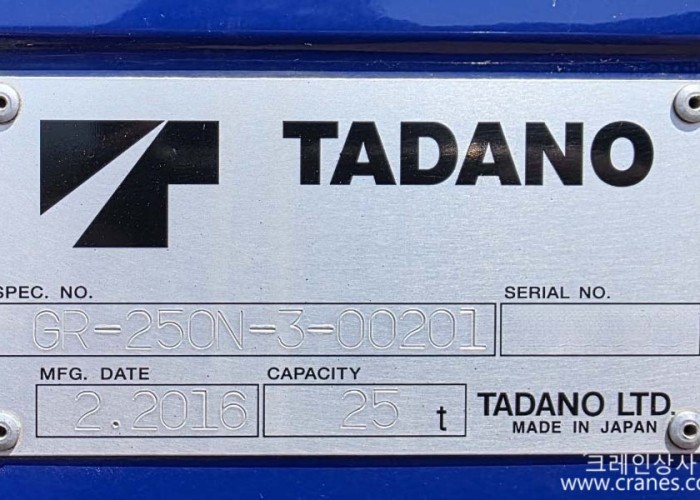 TADANO
SPEC. NO.
SERIAL NO.
GR-250N-3-00201
MFG. DATE
CAPACITY
2.2016
25 t
TADANO LTD.
MADE IN JAPAN
크레인상사
www.cranes.co